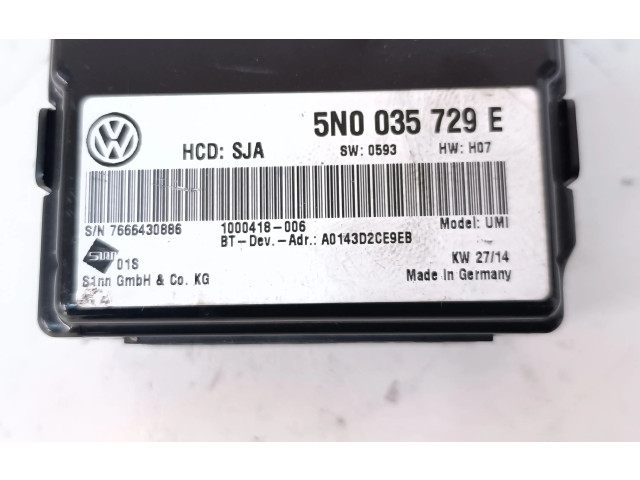 5N0 035 729 E
HCD: SJA SW: 0593 HW: H07
S/N 7666430886 1000418-006 Model: UMI
BT-Dev.-Adr.: A0143D2CE9EB
01S KW 27/14
S1nn GmbH & Co. KG Made in Germany